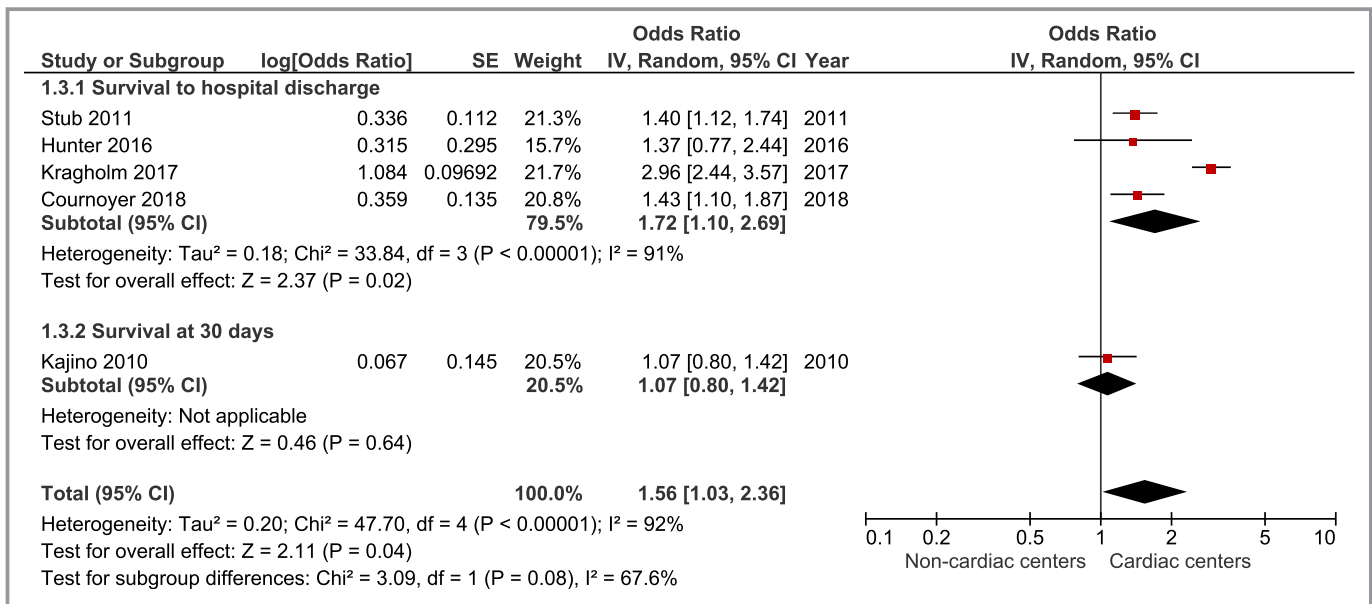 Odds Ratio Odds Ratio
Study or Subgroup log[Odds Ratio] SE Weight IV, Random, 95% CI Year IV, Random, 95% CI
1.3.1 Survival to hospital discharge
Stub 2011 0.336 0.112 21.3% 1.40 [1.12, 1.74] 2011
Hunter 2016 0.315 0.295 15.7% 1.37 [0.77, 2.44] 2016
Kragholm 2017 1.084 0.09692 21.7% 2.96 [2.44, 3.57] 2017
Cournoyer 2018 0.359 0.135 20.8% 1.43 [1.10, 1.87] 2018
Subtotal (95% CI) 79.5% 1.72 [1.10, 2.69]
Heterogeneity: Tau² = 0.18; Chi² = 33.84, df = 3 (P < 0.00001); I² = 91%
Test for overall effect: Z = 2.37 (P = 0.02)
1.3.2 Survival at 30 days
Kajino 2010 0.067 0.145 20.5% 1.07 [0.80, 1.42] 2010
Subtotal (95% CI) 20.5% 1.07 [0.80, 1.42]
Heterogeneity: Not applicable
Test for overall effect: Z = 0.46 (P = 0.64)
Total (95% CI) 100.0% 1.56 [1.03, 2.36]
Heterogeneity: Tau² = 0.20; Chi² = 47.70, df = 4 (P < 0.00001); I² = 92%
Test for overall effect: Z = 2.11 (P = 0.04)
Test for subgroup differences: Chi² = 3.09, df = 1 (P = 0.08), I² = 67.6%
0.1 0.2 0.5 1 2 5 10
Non-cardiac centers Cardiac centers